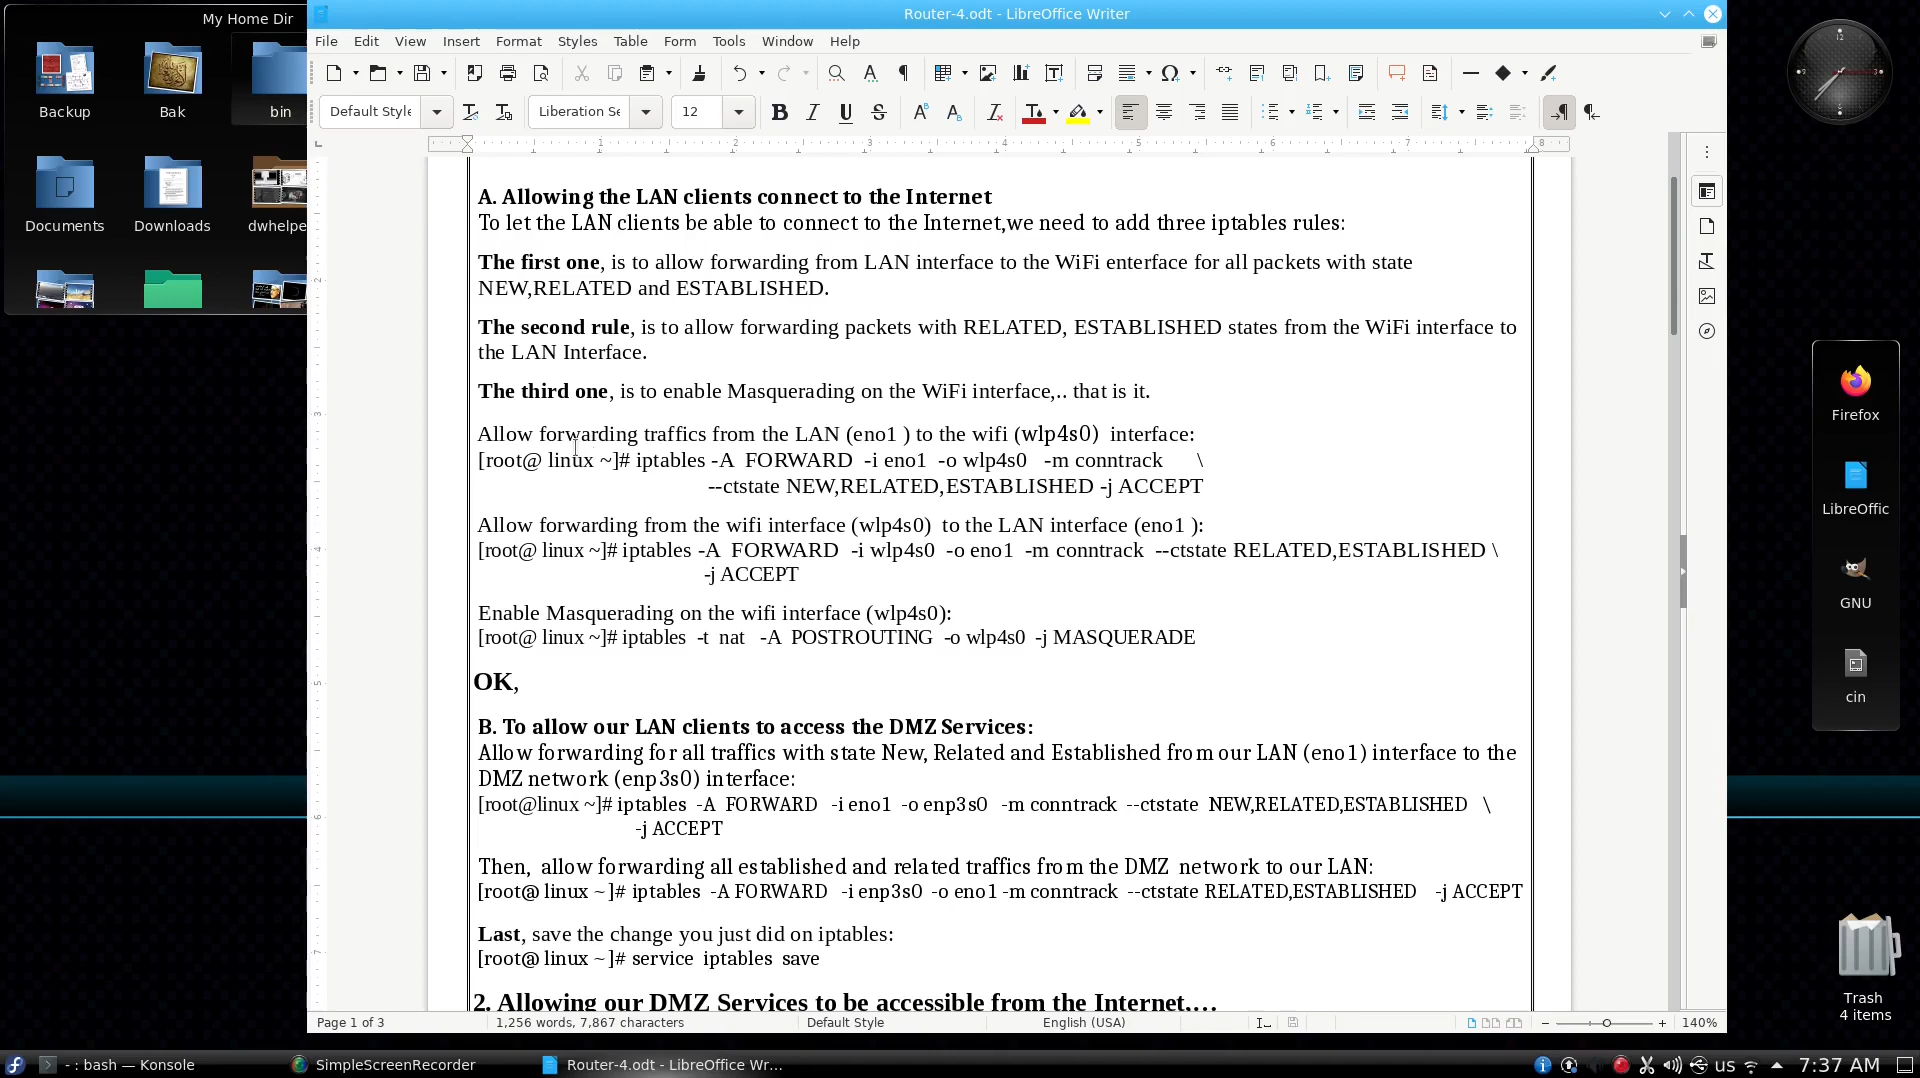 My Home Dir
Router-4.odt - LibreOffice Writer
File Edit View Insert Format Styles Table Form Tools Window Help
Backup
Bak
bin
Default Style
Liberation Se
12
Documents
Downloads
dwhelpe
A. Allowing the LAN clients connect to the Internet
To let the LAN clients be able to connect to the Internet,we need to add three iptables rules:
The first one, is to allow forwarding from LAN interface to the WiFi enterface for all packets with state
NEW,RELATED and ESTABLISHED.
The second rule, is to allow forwarding packets with RELATED, ESTABLISHED states from the WiFi interface to
the LAN Interface.
The third one, is to enable Masquerading on the WiFi interface,.. that is it.
Allow forwarding traffics from the LAN (eno1 ) to the wifi (wlp4s0) interface:
[root@ linux ~]# iptables -A FORWARD -i eno1 -o wlp4s0 -m conntrack \
--ctstate NEW,RELATED,ESTABLISHED -j ACCEPT
Allow forwarding from the wifi interface (wlp4s0) to the LAN interface (eno1 ):
[root@ linux ~]# iptables -A FORWARD -i wlp4s0 -o eno1 -m conntrack --ctstate RELATED,ESTABLISHED \
-j ACCEPT
Enable Masquerading on the wifi interface (wlp4s0):
[root@ linux ~]# iptables -t nat -A POSTROUTING -o wlp4s0 -j MASQUERADE
OK,
B. To allow our LAN clients to access the DMZ Services:
Allow forwarding for all traffics with state New, Related and Established from our LAN (eno1) interface to the
DMZ network (enp3s0) interface:
[root@linux ~]# iptables -A FORWARD -i eno1 -o enp3s0 -m conntrack --ctstate NEW,RELATED,ESTABLISHED \
-j ACCEPT
Then, allow forwarding all established and related traffics from the DMZ network to our LAN:
[root@ linux ~]# iptables -A FORWARD -i enp3s0 -o eno1 -m conntrack --ctstate RELATED,ESTABLISHED -j ACCEPT
Last, save the change you just did on iptables:
[root@ linux ~]# service iptables save
2. Allowing our DMZ Services to be accessible from the Internet,...
Firefox
LibreOffic
GNU
cin
Trash
4 items
Page 1 of 3
1,256 words, 7,867 characters
Default Style
English (USA)
140%
- : bash — Konsole
SimpleScreenRecorder
Router-4.odt - LibreOffice Wr...
us
7:37 AM